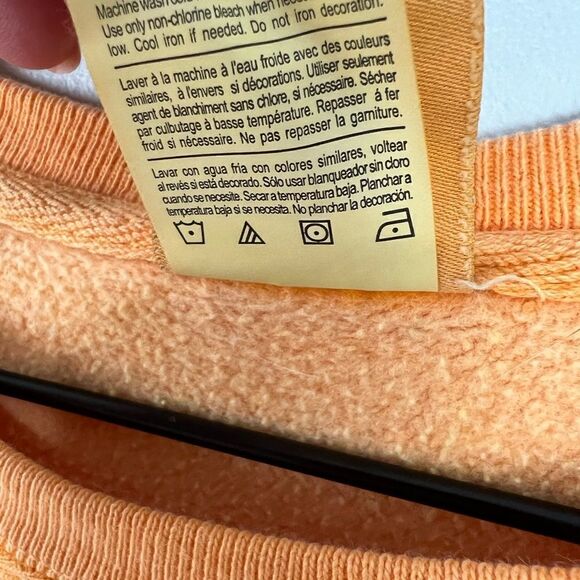 Machine wash cold
Use only non-chlorine bleach when
low. Cool iron if needed. Do not iron decoration.
Laver à la machine à l'eau froide avec des couleurs
similaires, à l'envers si décorations. Utiliser seulement
agent de blanchiment sans chlore, si nécessaire. Sécher
par culbutage à basse température. Repasser á fer
froid si nécessaire. Ne pas repasser la garniture.
Lavar con agua fria con colores similares, voltear
al revés si está decorado. Sólo usar blanqueador sin cloro
cuando se necesite. Secar a temperatura baja. Planchar a
temperatura baja si se necesita. No planchar la decoración.